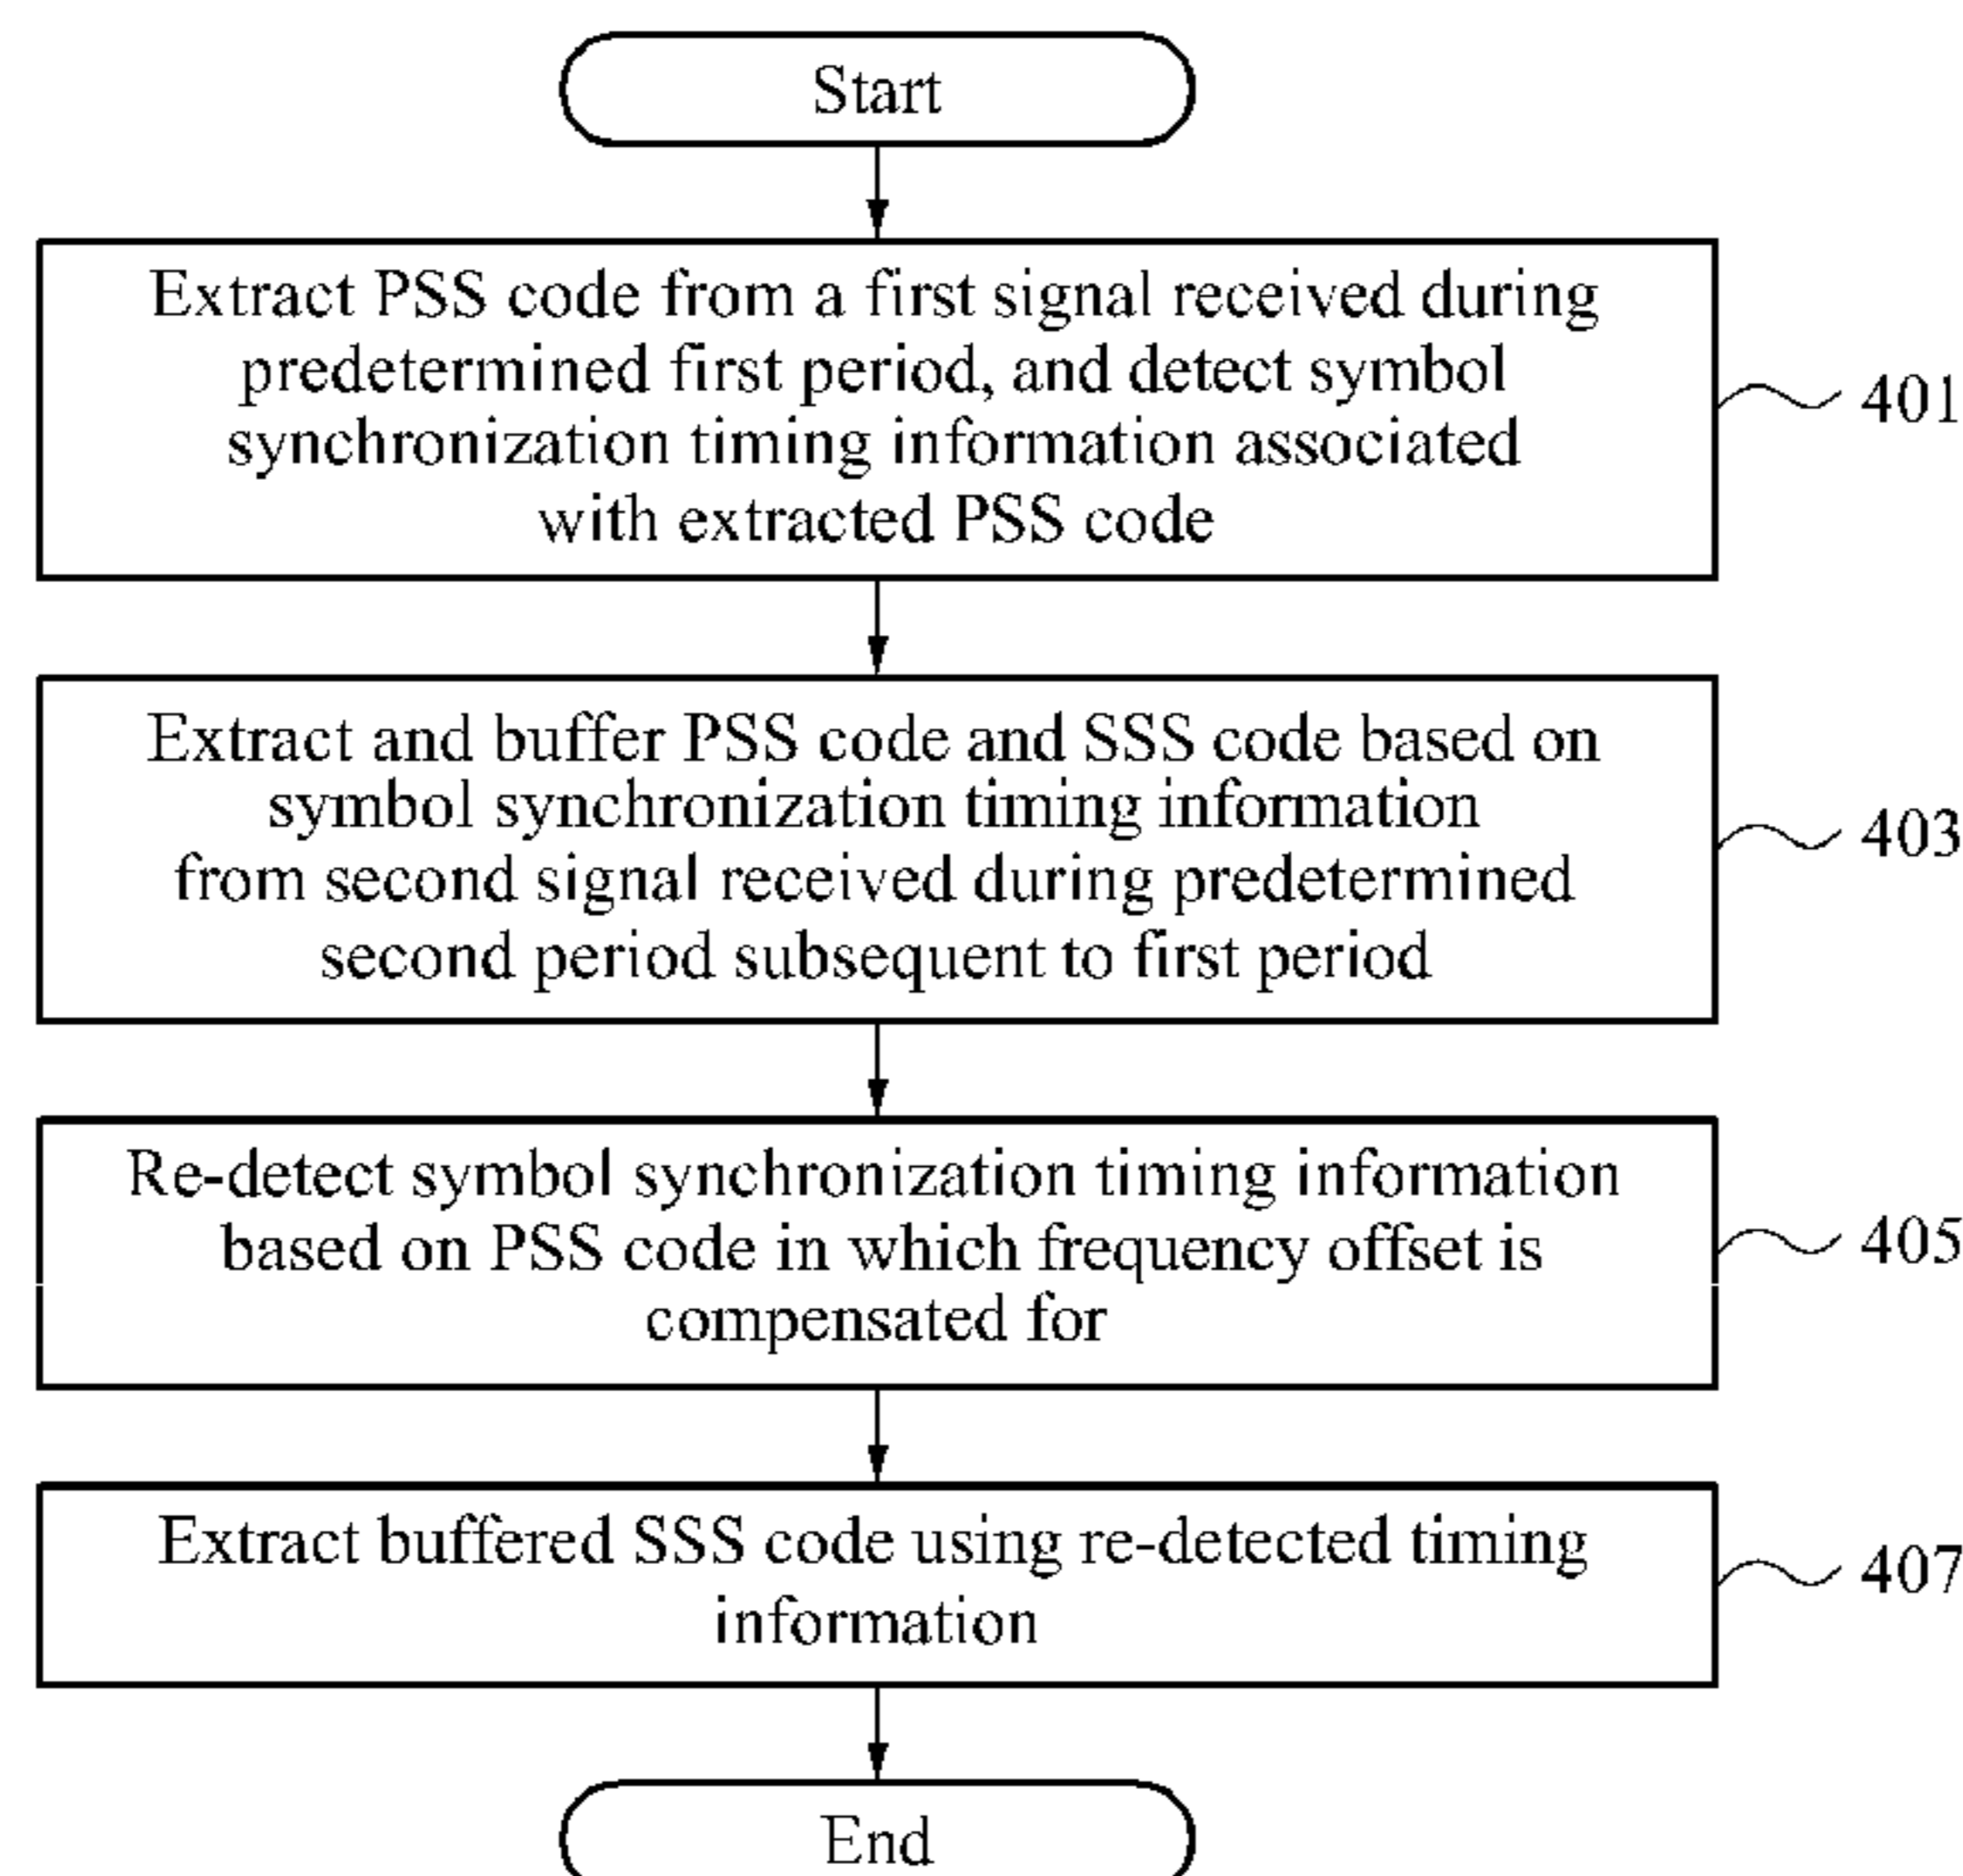 Start
Extract PSS code from a first signal received during
predetermined first period, and detect symbol
synchronization timing information associated
with extracted PSS code
401
Extract and buffer PSS code and SSS code based on
symbol synchronization timing information
from second signal received during predetermined
second period subsequent to first period
403
Re-detect symbol synchronization timing information
based on PSS code in which frequency offset is
compensated for
405
Extract buffered SSS code using re-detected timing
information
407
End